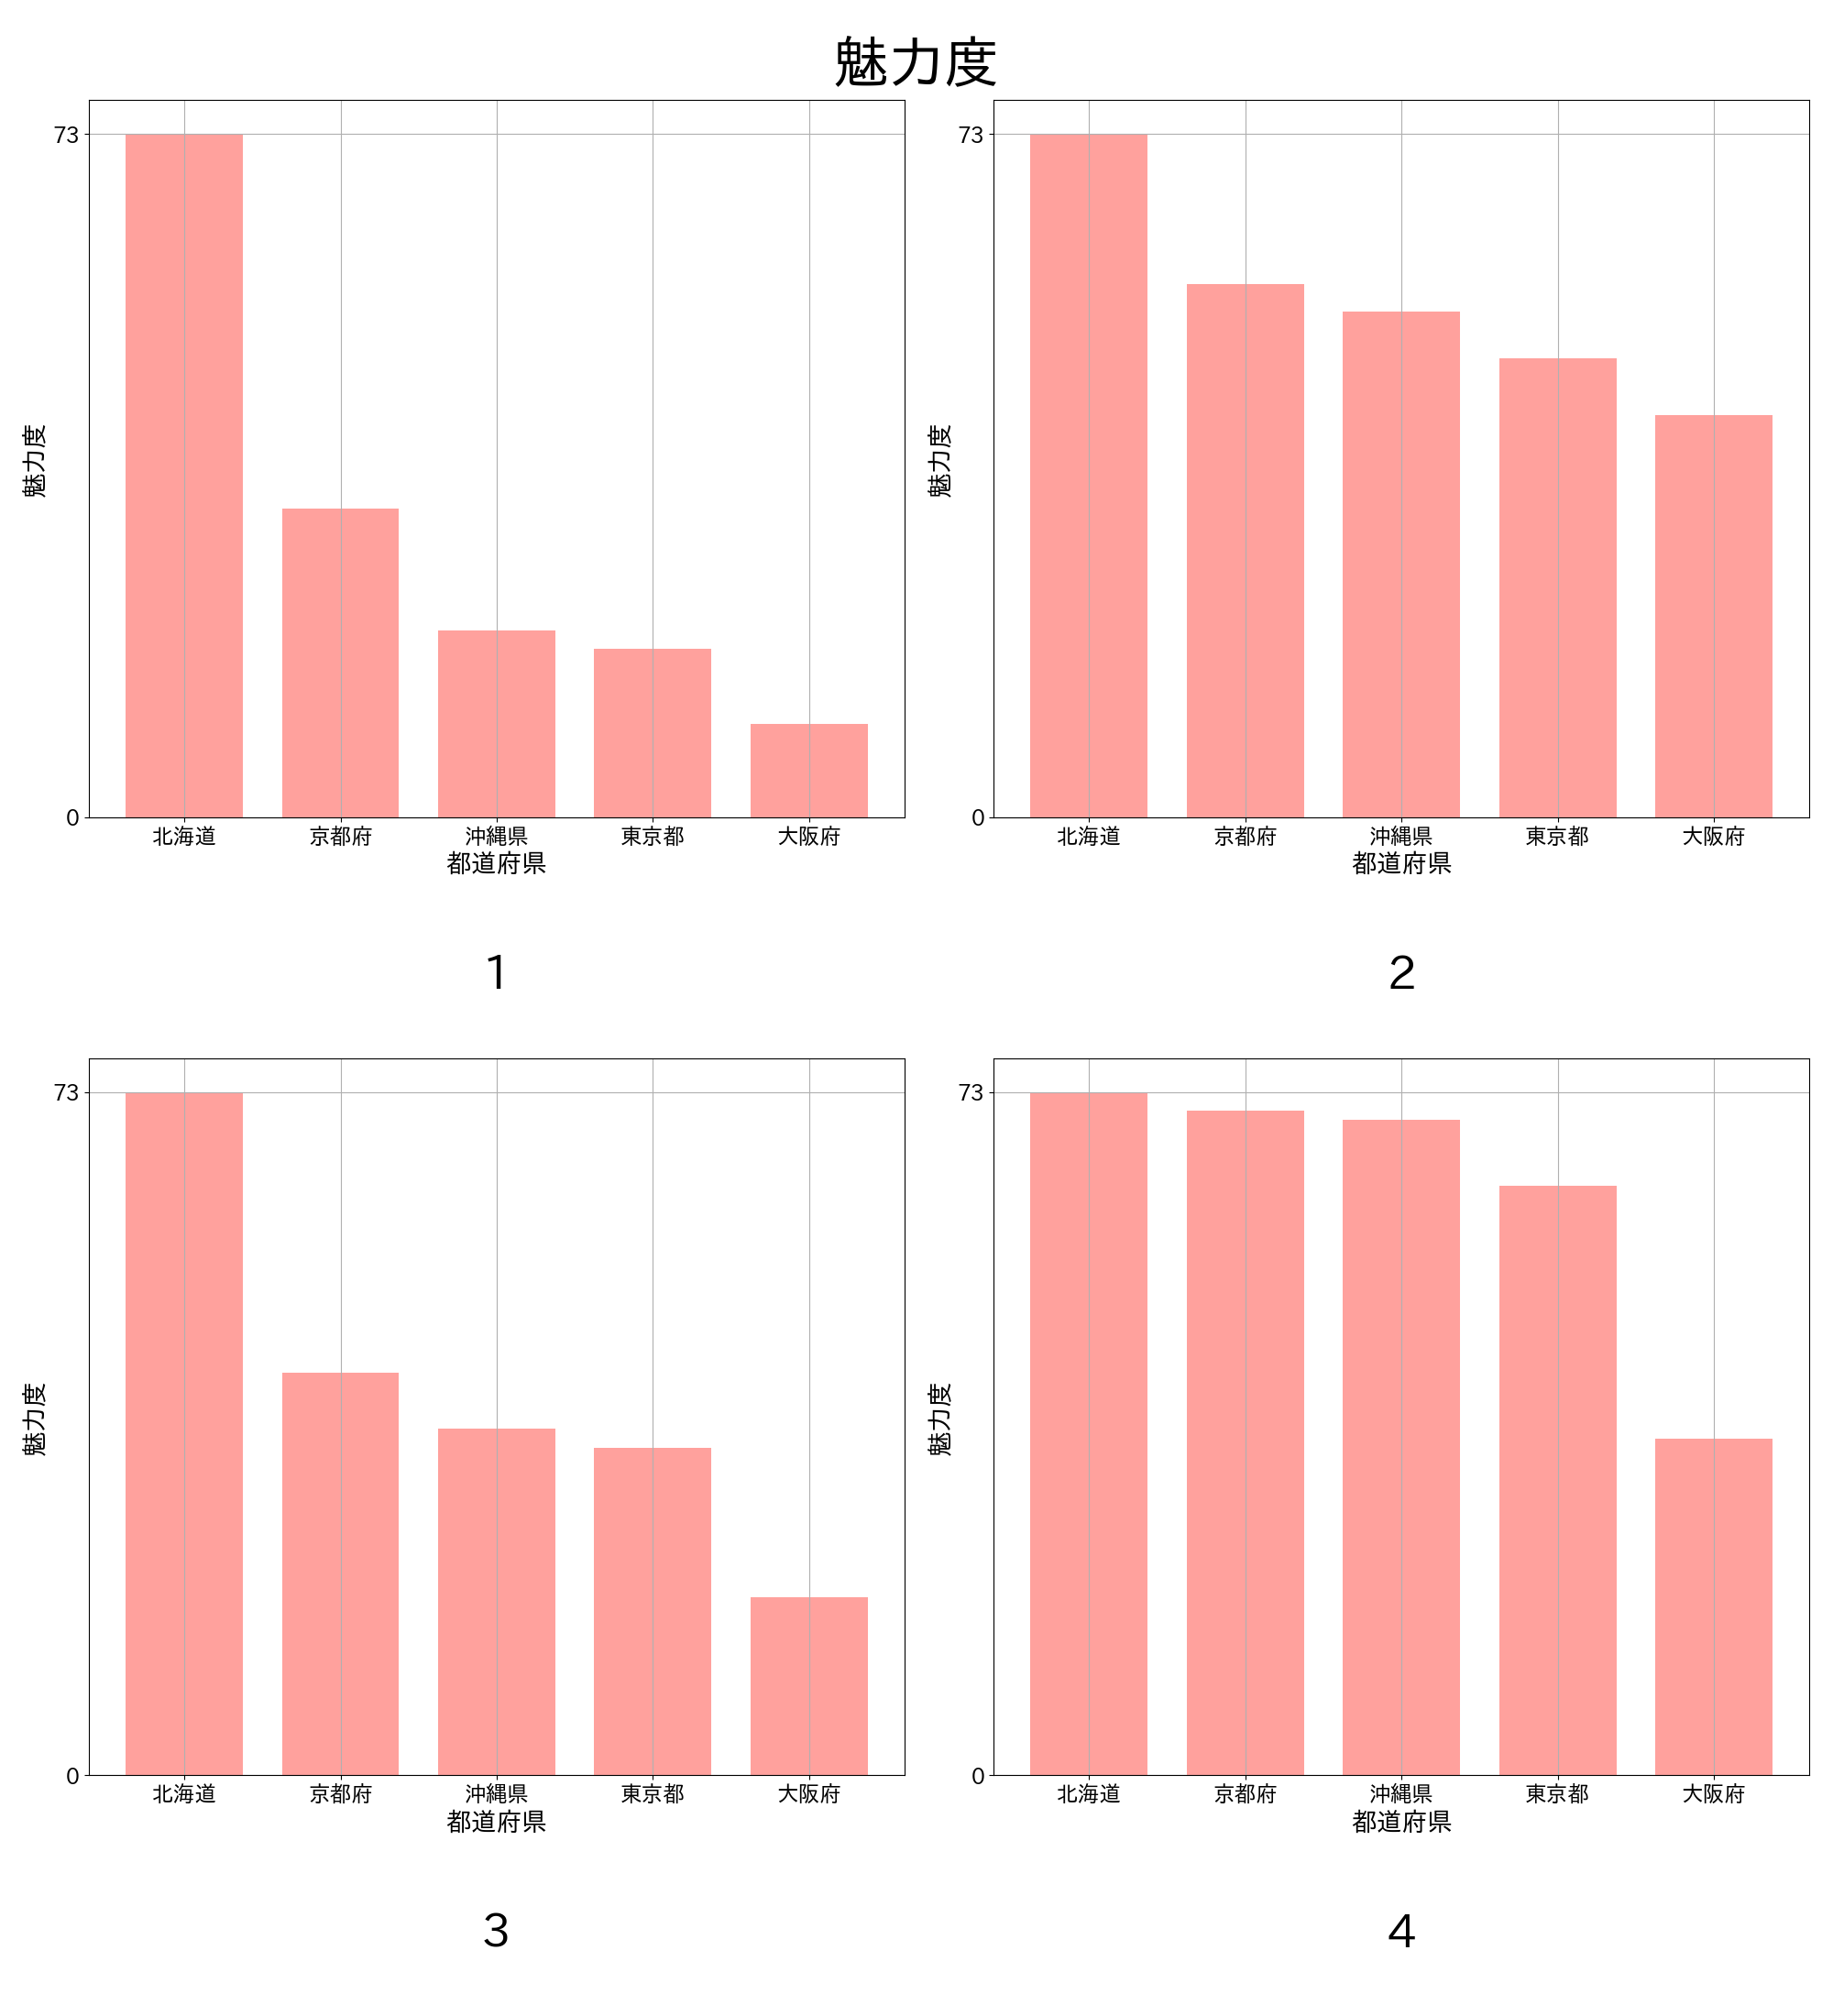 魅力度
73
0
魅力度
北海道 京都府 沖縄県 東京都 大阪府
都道府県
1
73
0
魅力度
北海道 京都府 沖縄県 東京都 大阪府
都道府県
2
73
0
魅力度
北海道 京都府 沖縄県 東京都 大阪府
都道府県
3
73
0
魅力度
北海道 京都府 沖縄県 東京都 大阪府
都道府県
4